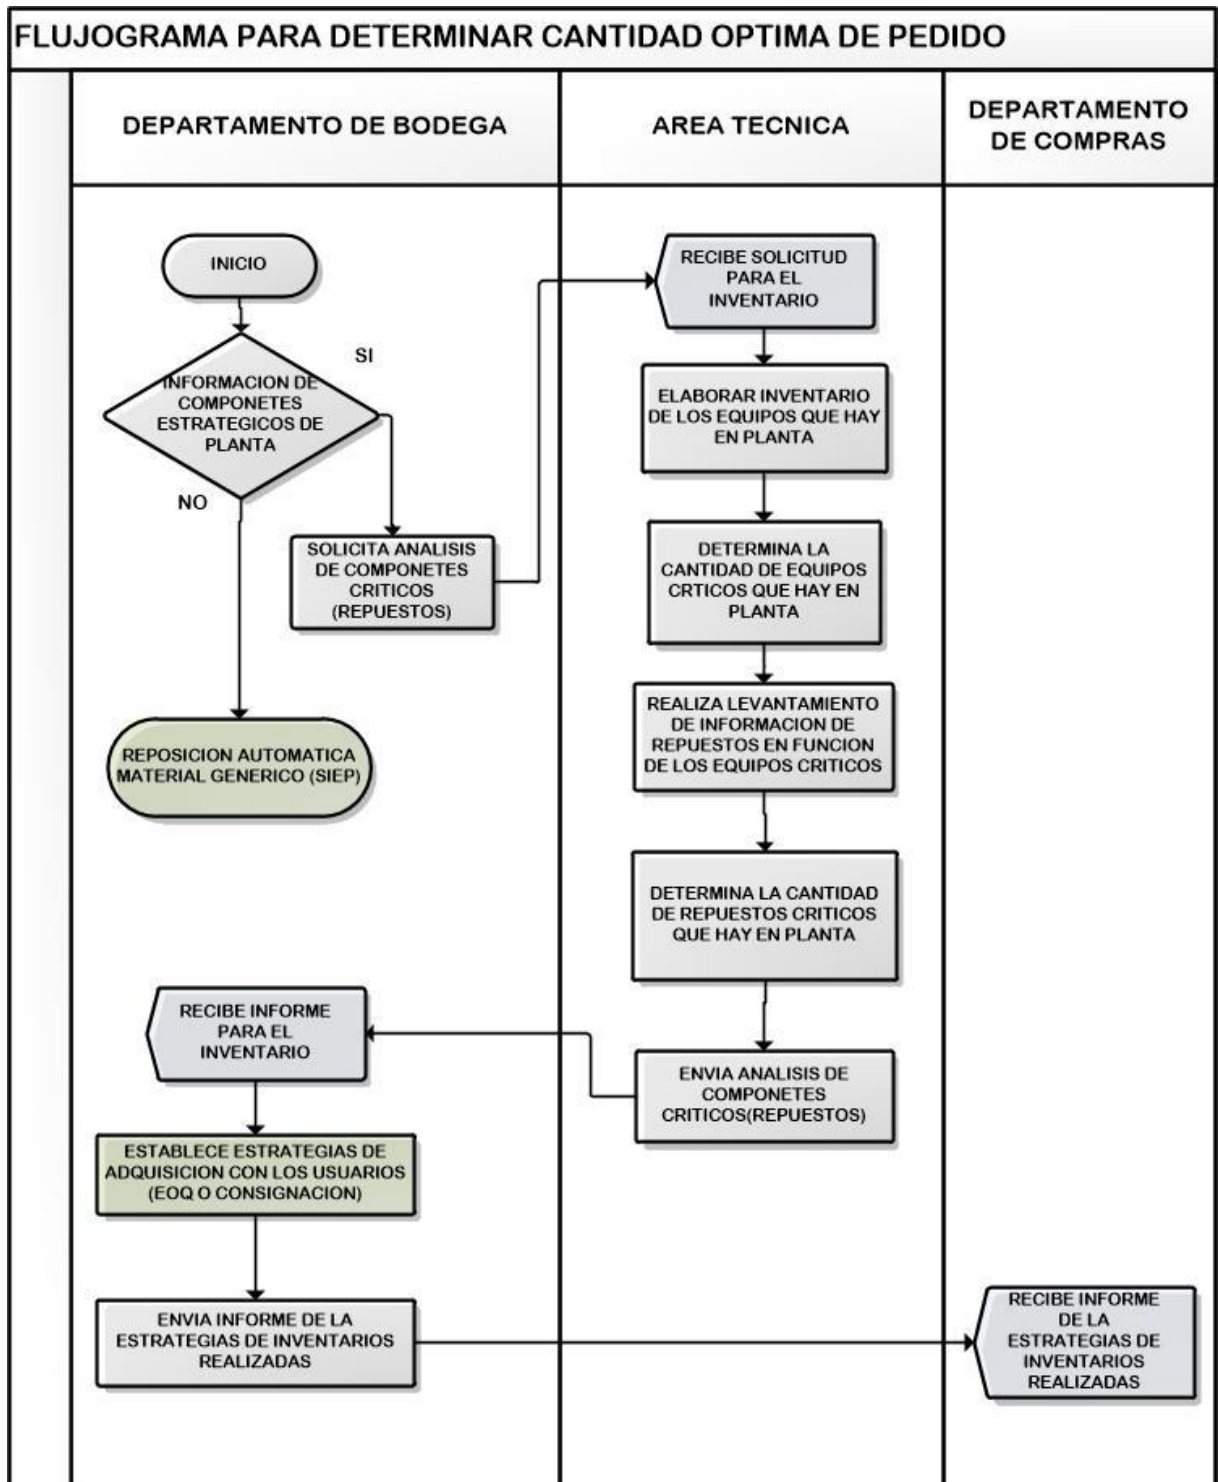 FLUJOGRAMA PARA DETERMINAR CANTIDAD OPTIMA DE PEDIDO
DEPARTAMENTO DE BODEGA
AREA TECNICA
DEPARTAMENTO
DE COMPRAS
INICIO
INFORMACION DE
COMPONETES
ESTRATEGICOS DE
PLANTA
SI
NO
SOLICITA ANALISIS
DE COMPONETES
CRITICOS
(REPUESTOS)
REPOSICION AUTOMATICA
MATERIAL GENERICO (SIEP)
RECIBE SOLICITUD
PARA EL
INVENTARIO
ELABORAR INVENTARIO
DE LOS EQUIPOS QUE HAY
EN PLANTA
DETERMINA LA
CANTIDAD DE EQUIPOS
CRTICOS QUE HAY EN
PLANTA
REALIZA LEVANTAMIENTO
DE INFORMACION DE
REPUESTOS EN FUNCION
DE LOS EQUIPOS CRITICOS
DETERMINA LA CANTIDAD
DE REPUESTOS CRITICOS
QUE HAY EN PLANTA
ENVIA ANALISIS DE
COMPONETES
CRITICOS(REPUESTOS)
RECIBE INFORME
PARA EL
INVENTARIO
ESTABLECE ESTRATEGIAS DE
ADQUISICION CON LOS USUARIOS
(EOQ O CONSIGNACION)
ENVIA INFORME DE LA
ESTRATEGIAS DE INVENTARIOS
REALIZADAS
RECIBE INFORME
DE LA
ESTRATEGIAS DE
INVENTARIOS
REALIZADAS